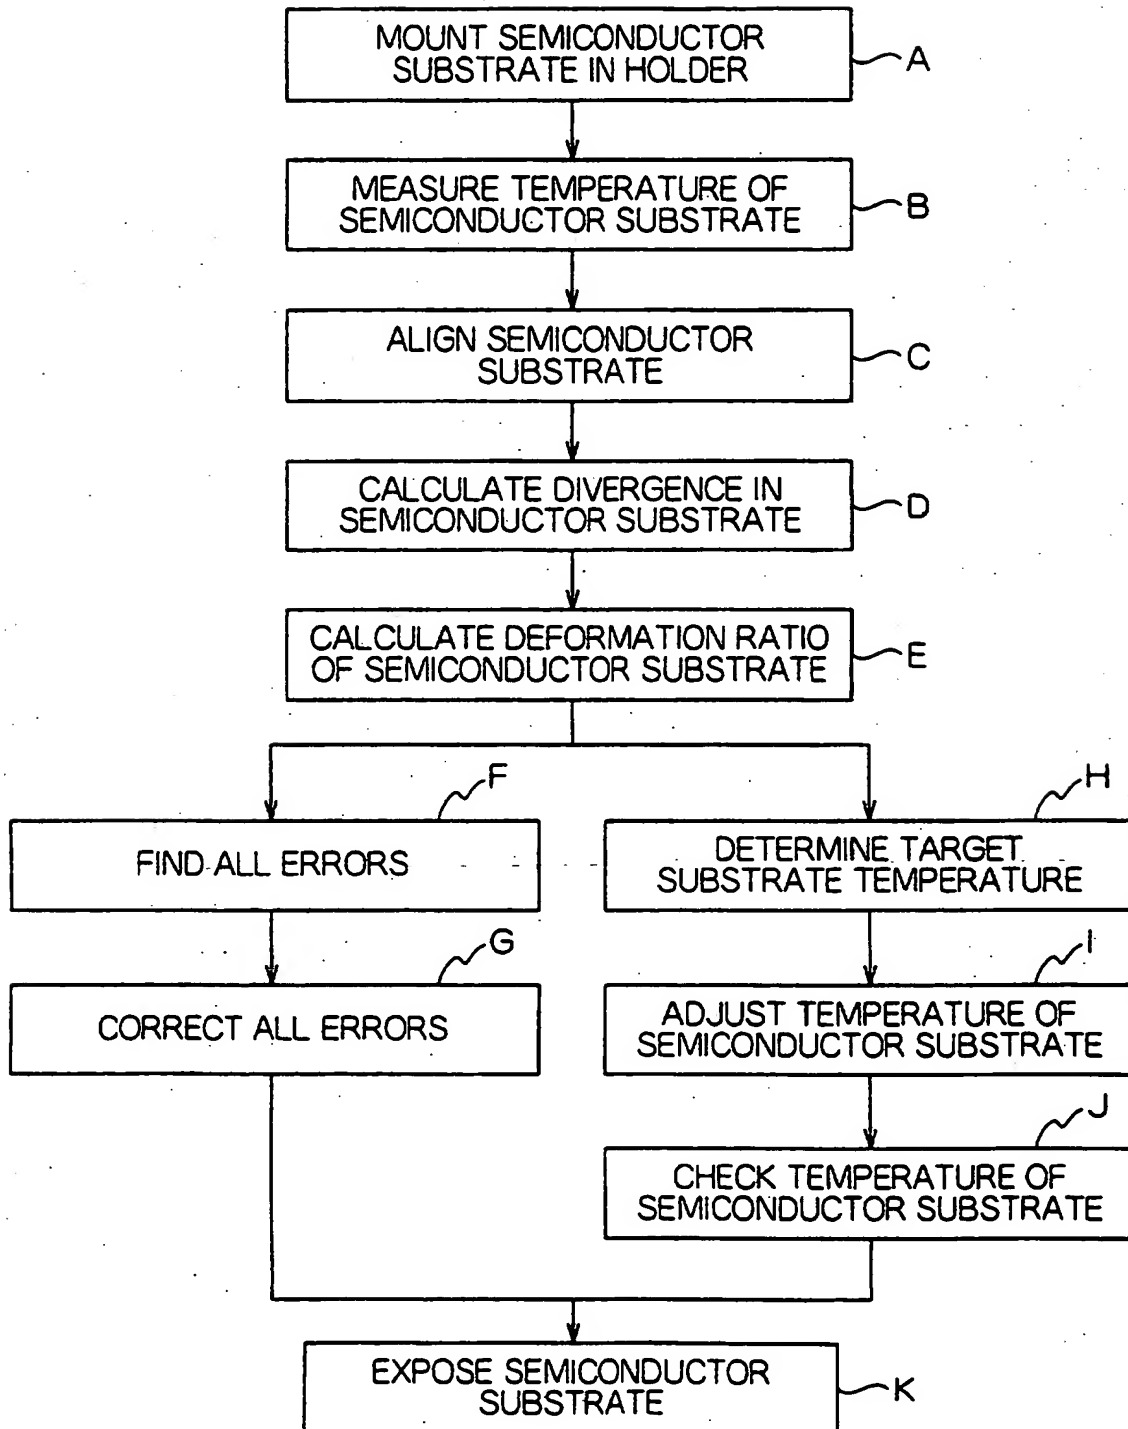 MOUNT SEMICONDUCTOR
SUBSTRATE IN HOLDER
A
MEASURE TEMPERATURE OF
SEMICONDUCTOR SUBSTRATE
B
ALIGN SEMICONDUCTOR
SUBSTRATE
C
CALCULATE DIVERGENCE IN
SEMICONDUCTOR SUBSTRATE
D
CALCULATE DEFORMATION RATIO
OF SEMICONDUCTOR SUBSTRATE
E
F
FIND ALL ERRORS
G
CORRECT ALL ERRORS
H
DETERMINE TARGET
SUBSTRATE TEMPERATURE
I
ADJUST TEMPERATURE OF
SEMICONDUCTOR SUBSTRATE
J
CHECK TEMPERATURE OF
SEMICONDUCTOR SUBSTRATE
EXPOSE SEMICONDUCTOR
SUBSTRATE
K